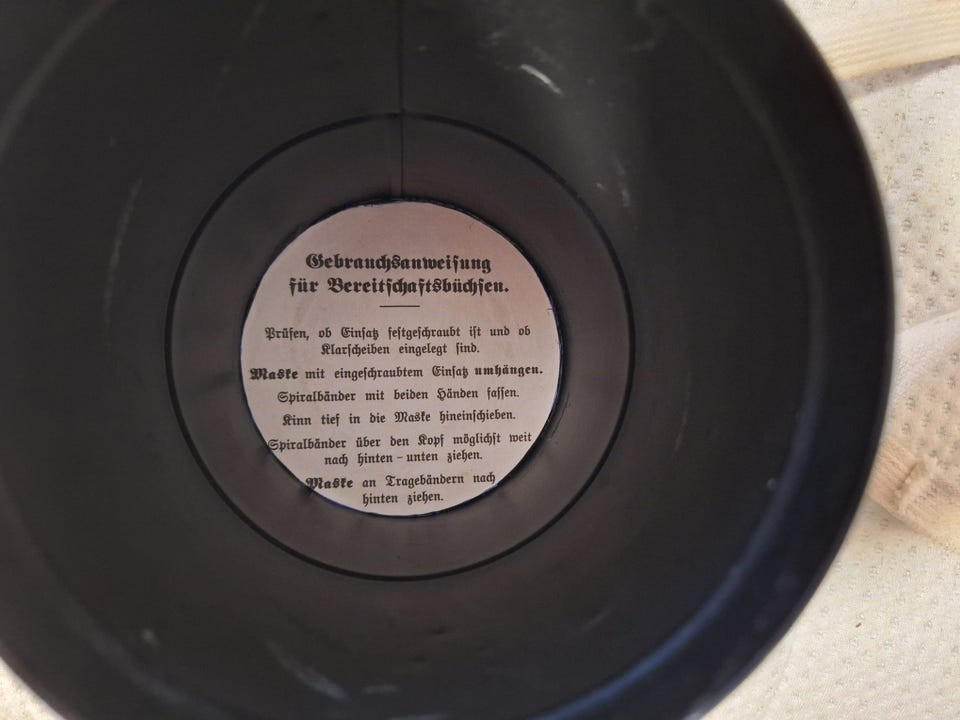 Gebrauchsanweisung
für Bereitschaftsbüchsen.
Prüfen, ob Einsatz festgeschraubt ist und ob
Klarscheiben eingelegt sind.
Maske mit eingeschraubtem Einsatz umhängen.
Spiralbänder mit beiden Händen fassen.
Kinn tief in die Maske hineinschieben.
Spiralbänder über den Kopf möglichst weit
nach hinten - unten ziehen.
Maske an Tragebändern nach
hinten ziehen.